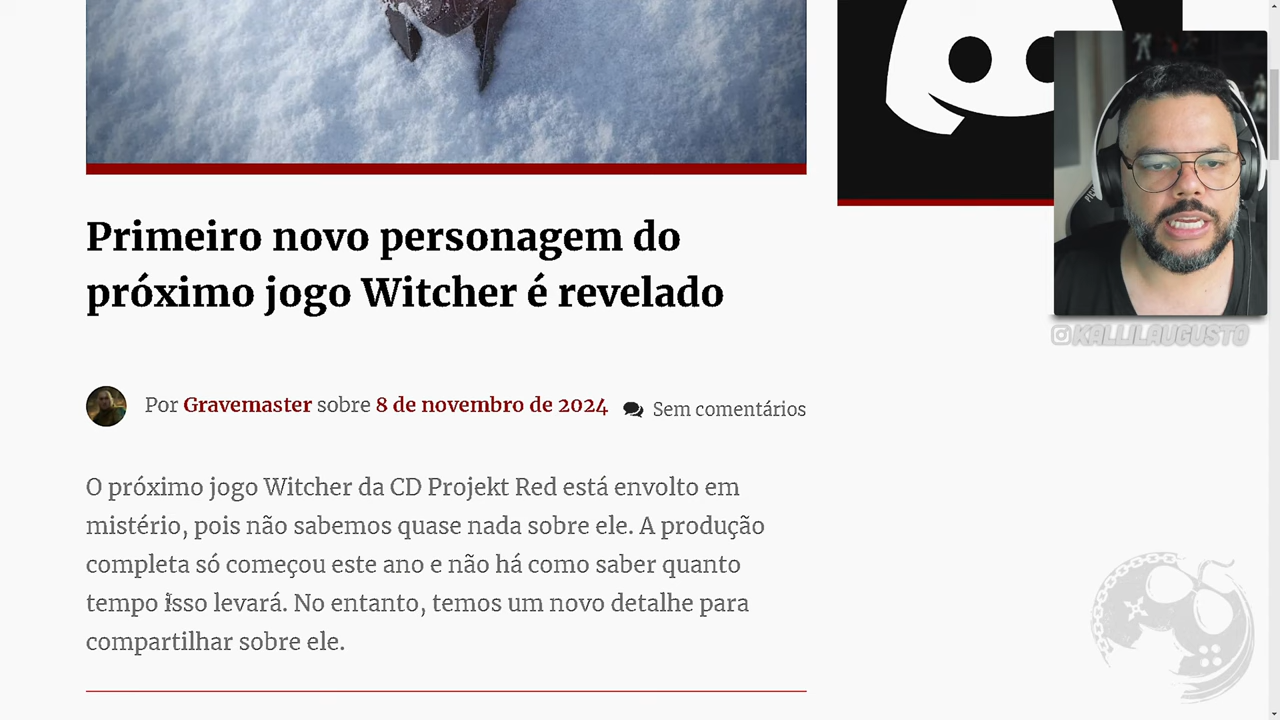 Primeiro novo personagem do
próximo jogo Witcher é revelado
Por Gravemaster sobre 8 de novembro de 2024 Sem comentários
O próximo jogo Witcher da CD Projekt Red está envolto em
mistério, pois não sabemos quase nada sobre ele. A produção
completa só começou este ano e não há como saber quanto
tempo isso levará. No entanto, temos um novo detalhe para
compartilhar sobre ele.
KALLILAUGUSTO